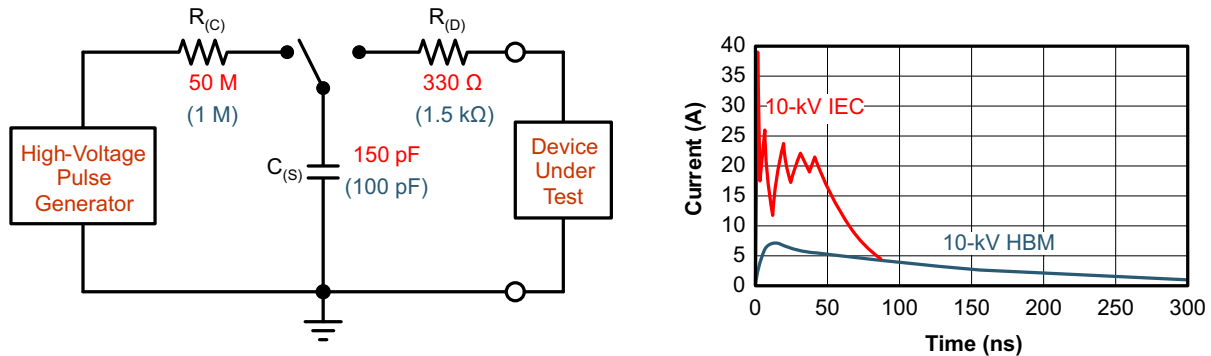 R(C)
50 M
(1 M)
R(D)
330 Ω
(1.5 kΩ)
High-Voltage
Pulse
Generator
C(S)
150 pF
(100 pF)
Device
Under
Test
Current (A)
40
35
30
25
20
15
10
5
0
10-kV IEC
10-kV HBM
0
50
100
150
200
250
300
Time (ns)